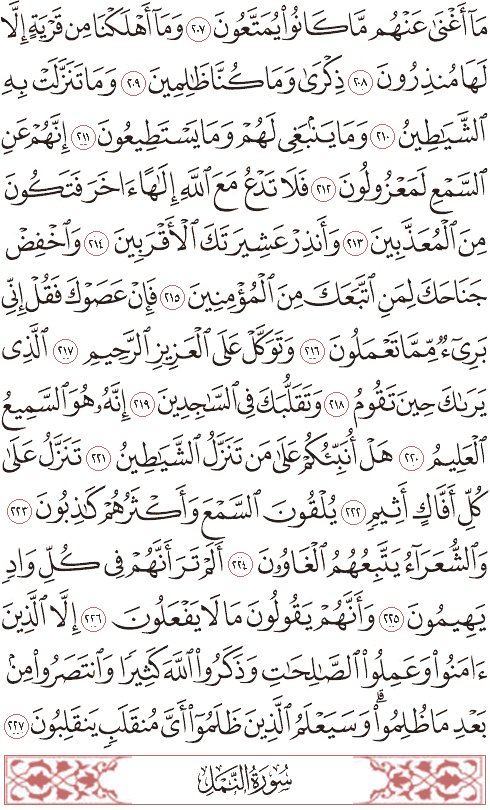 مَآ أَغْنَىٰ عَنْهُم مَّا كَانُوا۟ يُمَتَّعُونَ ٢٠٧ وَمَآ أَهْلَكْنَا مِن قَرْيَةٍ إِلَّا
لَهَا مُنذِرُونَ ٢٠٨ ذِكْرَىٰ وَمَا كُنَّا ظَـٰلِمِينَ ٢٠٩ وَمَا تَنَزَّلَتْ بِهِ
ٱلشَّيَـٰطِينُ ٢١٠ وَمَا يَنۢبَغِى لَهُمْ وَمَا يَسْتَطِيعُونَ ٢١١ إِنَّهُمْ عَنِ
ٱلسَّمْعِ لَمَعْزُولُونَ ٢١٢ فَلَا تَدْعُ مَعَ ٱللَّهِ إِلَـٰهًا ءَاخَرَ فَتَكُونَ
مِنَ ٱلْمُعَذَّبِينَ ٢١٣ وَأَنذِرْ عَشِيرَتَكَ ٱلْأَقْرَبِينَ ٢١٤ وَٱخْفِضْ
جَنَاحَكَ لِمَنِ ٱتَّبَعَكَ مِنَ ٱلْمُؤْمِنِينَ ٢١٥ فَإِنْ عَصَوْكَ فَقُلْ إِنِّى
بَرِىٓءٌ مِّمَّا تَعْمَلُونَ ٢١٦ وَتَوَكَّلْ عَلَى ٱلْعَزِيزِ ٱلرَّحِيمِ ٢١٧ ٱلَّذِى
يَرَىٰكَ حِينَ تَقُومُ ٢١٨ وَتَقَلُّبَكَ فِى ٱلسَّـٰجِدِينَ ٢١٩ إِنَّهُۥ هُوَ ٱلسَّمِيعُ
ٱلْعَلِيمُ ٢٢٠ هَلْ أُنَبِّئُكُمْ عَلَىٰ مَن تَنَزَّلُ ٱلشَّيَـٰطِينُ ٢٢١ تَنَزَّلُ عَلَىٰ
كُلِّ أَفَّاكٍ أَثِيمٍ ٢٢٢ يُلْقُونَ ٱلسَّمْعَ وَأَكْثَرُهُمْ كَـٰذِبُونَ ٢٢٣
وَٱلشُّعَرَآءُ يَتَّبِعُهُمُ ٱلْغَاوُۥنَ ٢٢٤ أَلَمْ تَرَ أَنَّهُمْ فِى كُلِّ وَادٍ
يَهِيمُونَ ٢٢٥ وَأَنَّهُمْ يَقُولُونَ مَا لَا يَفْعَلُونَ ٢٢٦ إِلَّا ٱلَّذِينَ
ءَامَنُوا۟ وَعَمِلُوا۟ ٱلصَّـٰلِحَـٰتِ وَذَكَرُوا۟ ٱللَّهَ كَثِيرًا وَٱنتَصَرُوا۟ مِنۢ
بَعْدِ مَا ظُلِمُوا۟ ۗ وَسَيَعْلَمُ ٱلَّذِينَ ظَلَمُوٓا۟ أَىَّ مُنقَلَبٍ يَنقَلِبُونَ ٢٢٧
سُورَةُ ٱلنَّمْلِ